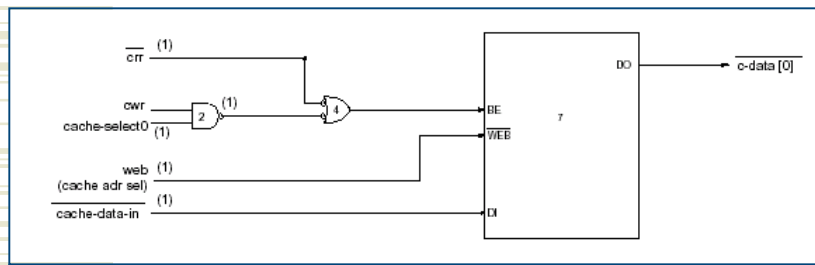 crr (1)
cwr (1)
2
4
cache-select0
(1)
web (1)
(cache adr sel)
cache-data-in (1)
BE
WEB
DI
7
DO
c-data [0]